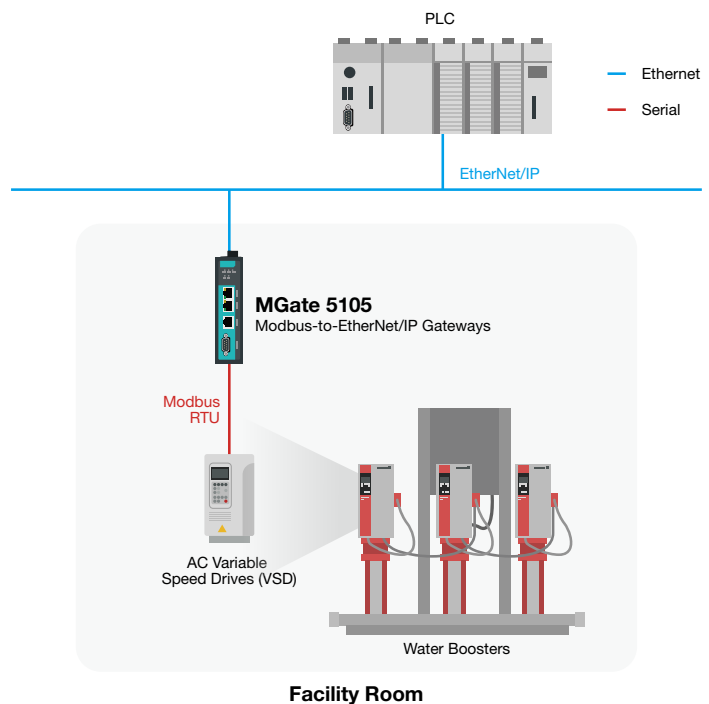 PLC
Ethernet
Serial
EtherNet/IP
MGate 5105
Modbus-to-EtherNet/IP Gateways
Modbus
RTU
AC Variable
Speed Drives (VSD)
Water Boosters
Facility Room